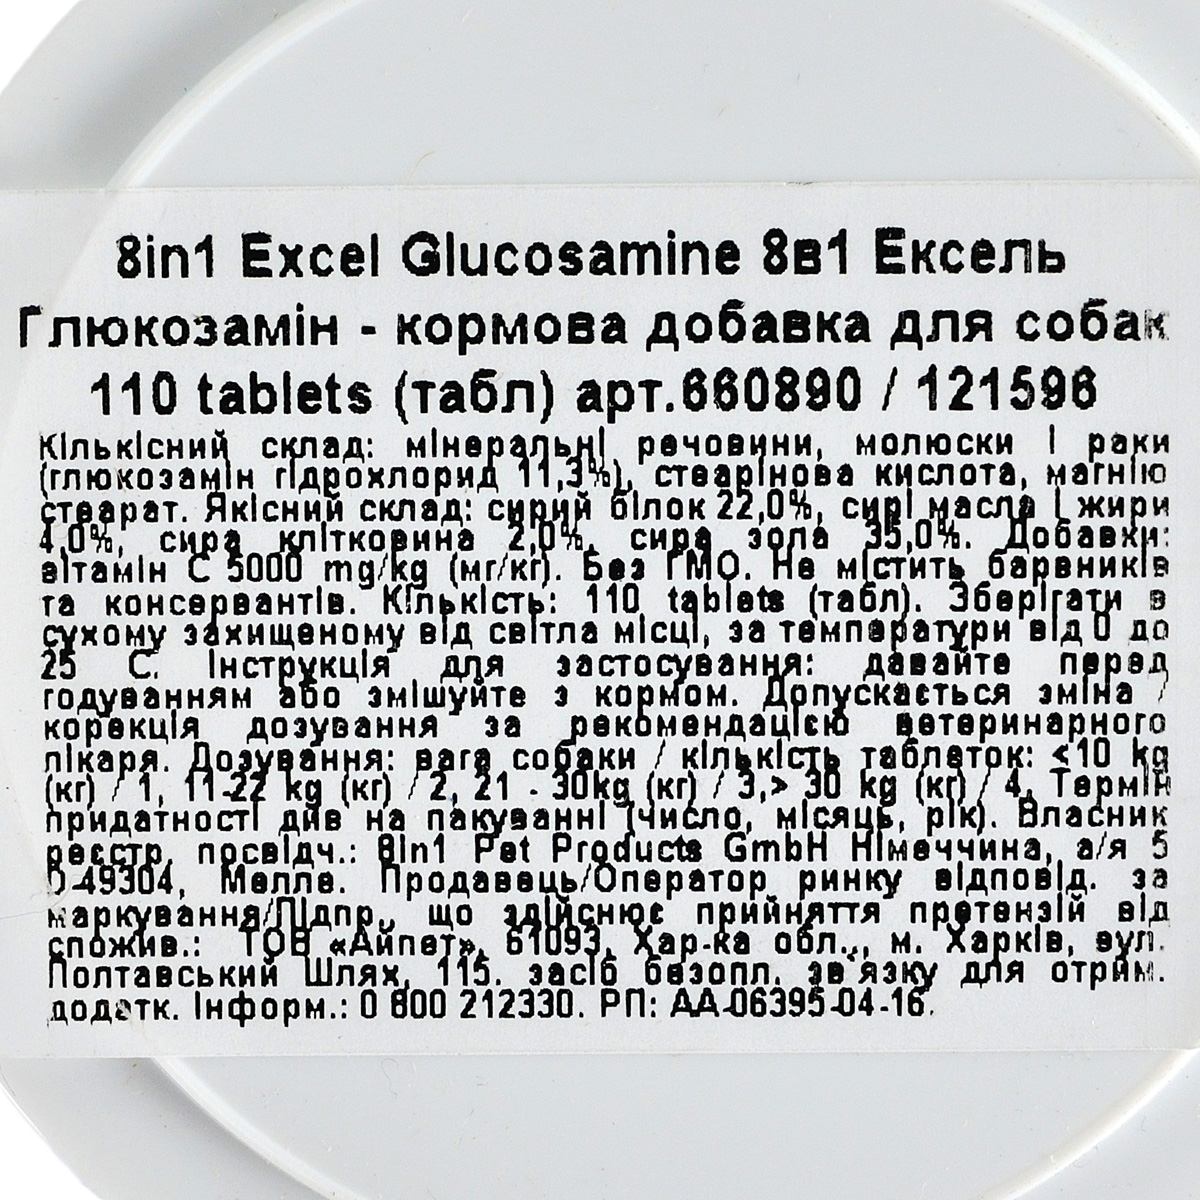 8in1 Excel Glucosamine 8в1 Ексель
Глюкозамін - кормова добавка для собак
110 tablets (табл) арт.660890 / 121596
Кількісний склад: мінеральні речовини, молюски і раки
(глюкозамін гідрохлорид 11,3%), стеарінова кислота, магнію
стеарат. Якісний склад: сирий білок 22,0%, сирі масла і жири
4,0%, сира клітковина 2,0%, сира зола 35,0%. Добавки:
вітамін С 5000 mg/kg (мг/кг). Без ГМО. Не містить барвників
та консервантів. Кількість: 110 tablets (табл). Зберігати в
сухому захищеному від світла місці, за температури від 0 до
25 С. Інструкція для застосування: давайте перед
годуванням або змішуйте з кормом. Допускається зміна /
корекція дозування за рекомендацією ветеринарного
лікаря. Дозування: вага собаки / кількість таблеток: <10 kg
(кг) / 1, 11-22 kg (кг) / 2, 21 - 30kg (кг) / 3,> 30 kg (кг) / 4. Термін
придатності див на пакуванні (число, місяць, рік). Власник
реєстр. посвідч.: 8in1 Pet Products GmbH Німеччина, а/я 5
D-49304, Мелле. Продавець/Оператор ринку відповід. за
маркування/Підпр., що здійснює прийняття претензій від
спожив.: ТОВ «Айпет», 61093, Хар-ка обл.., м. Харків, вул.
Полтавський Шлях, 115. засіб безопл. зв'язку для отрим.
додатк. Інформ.: 0 800 212330. РП: АА-06395-04-16.